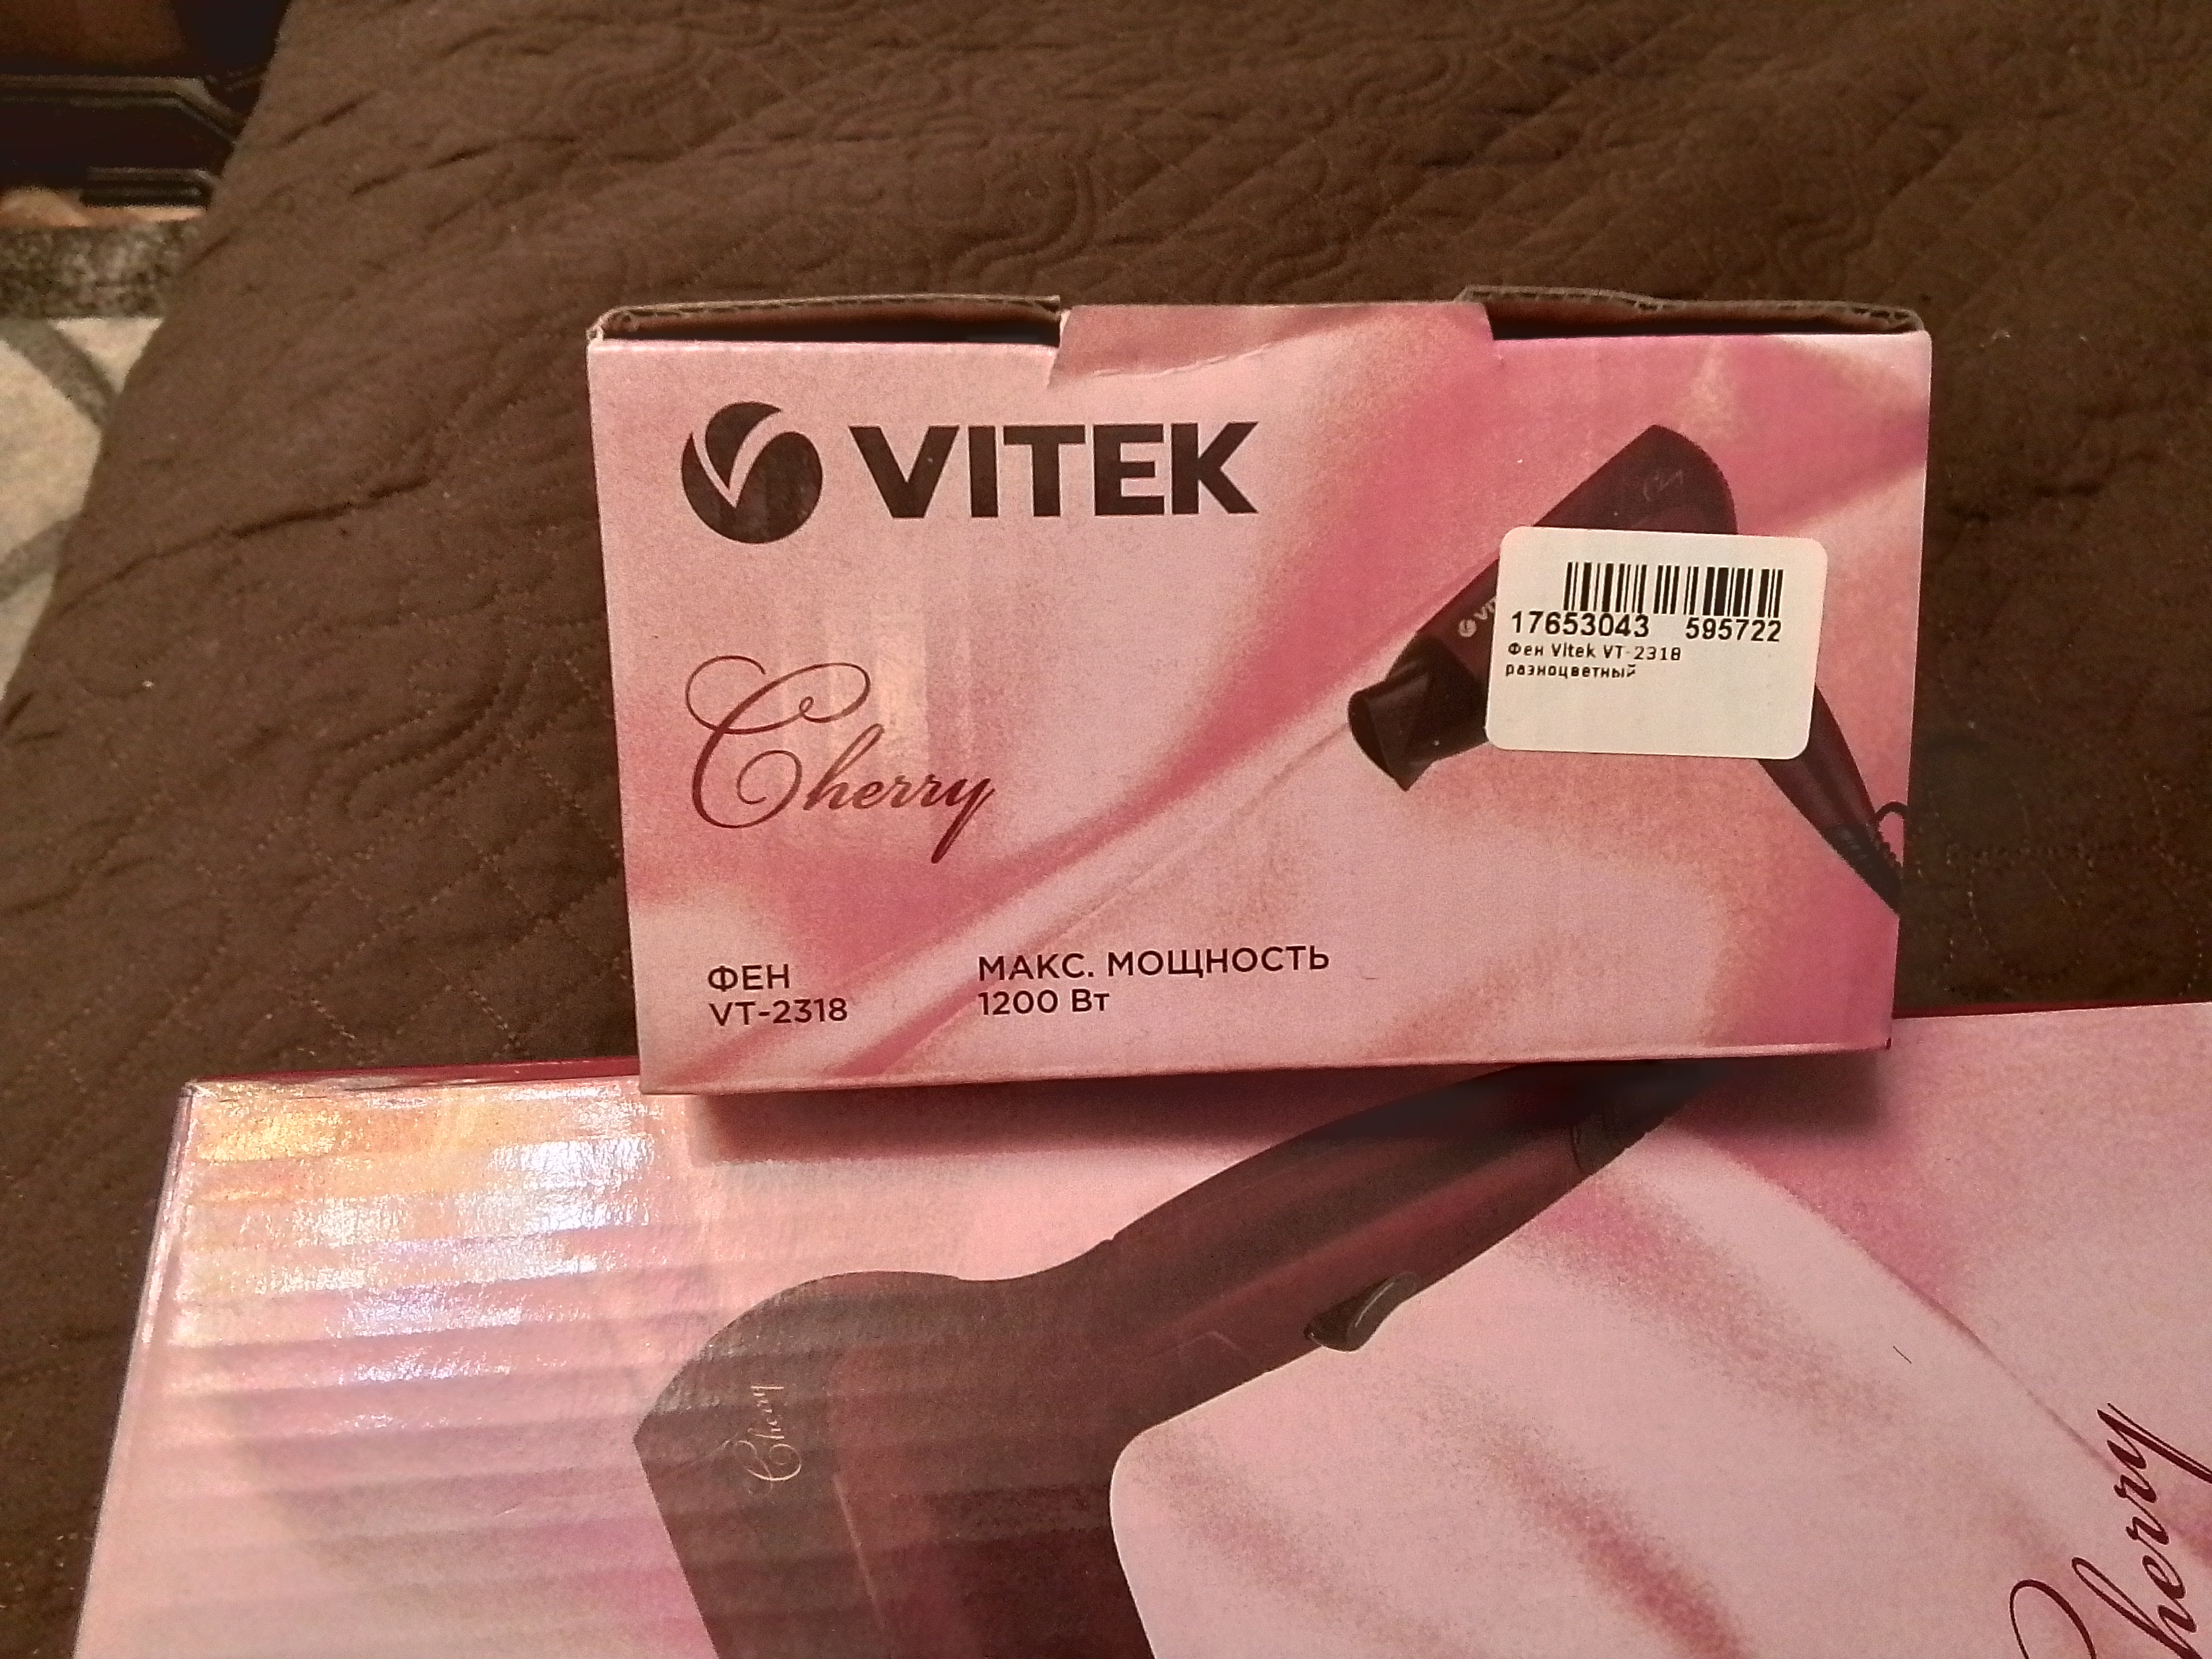 VITEK
Cherry
17653043 595722
Фен Vitek VT-2318
разноцветный
ФЕН
VT-2318
МАКС. МОЩНОСТЬ
1200 Вт
Cherry
Cherry